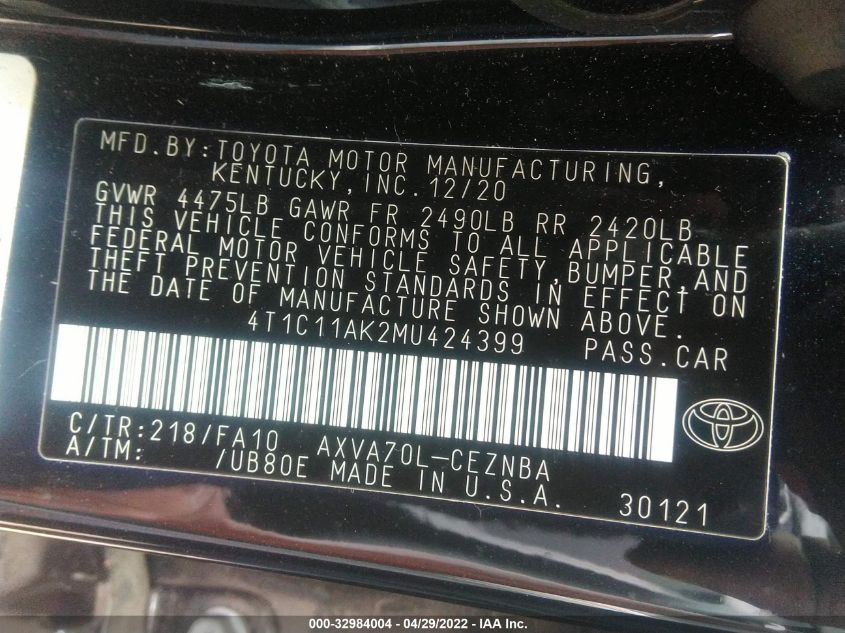 MFD.BY:TOYOTA MOTOR MANUFACTURING,
KENTUCKY,INC.12/20
GVWR 4475LB GAWR FR 2490LB RR 2420LB
THIS VEHICLE CONFORMS TO ALL APPLICABLE
FEDERAL MOTOR VEHICLE SAFETY,BUMPER,AND
THEFT PREVENTION STANDARDS IN EFFECT ON
THE DATE OF MANUFACTURE SHOWN ABOVE.
4T1C11AK2MU424399 PASS.CAR
C/TR:218/FA10 AXVA70L-CEZNBA
A/TM: /UB80E MADE IN U.S.A. 30121
000-32984004 / 04/29/2022 - IAA Inc.